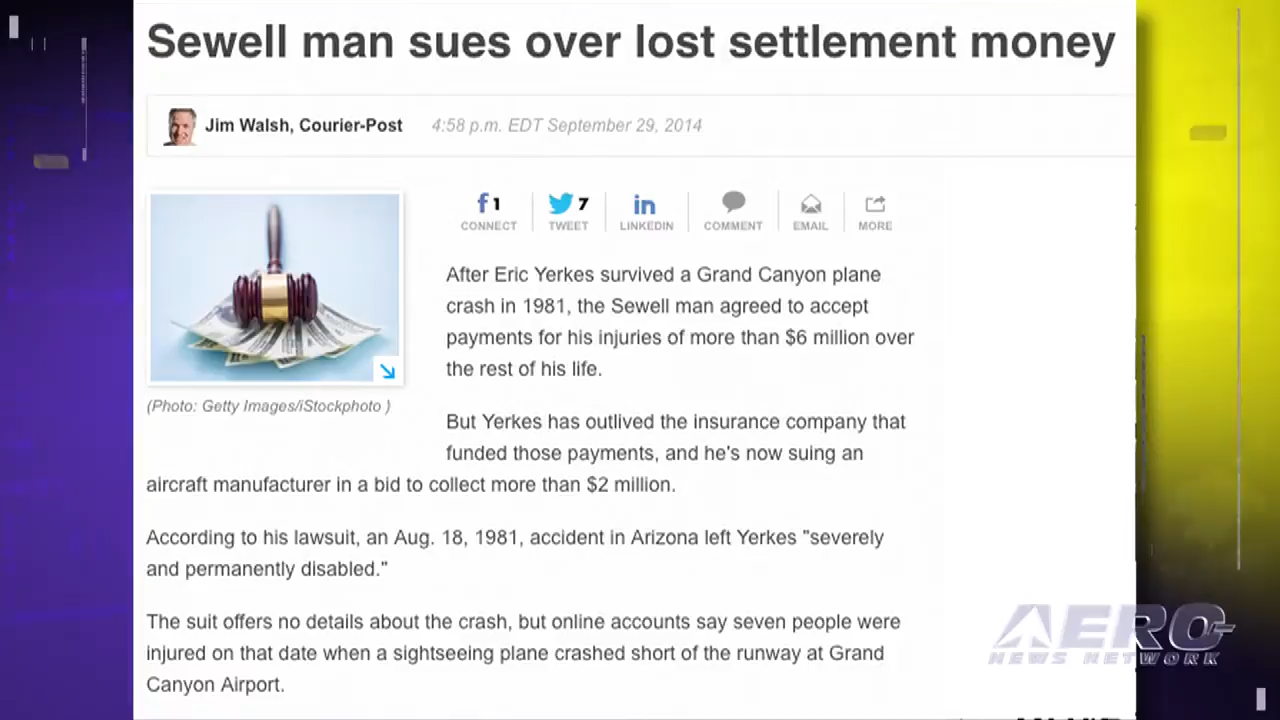 Sewell man sues over lost settlement money
Jim Walsh, Courier-Post 4:58 p.m. EDT September 29, 2014
1 7
CONNECT TWEET LINKEDIN COMMENT EMAIL MORE
(Photo: Getty Images/iStockphoto )
After Eric Yerkes survived a Grand Canyon plane
crash in 1981, the Sewell man agreed to accept
payments for his injuries of more than $6 million over
the rest of his life.
But Yerkes has outlived the insurance company that
funded those payments, and he's now suing an
aircraft manufacturer in a bid to collect more than $2 million.
According to his lawsuit, an Aug. 18, 1981, accident in Arizona left Yerkes "severely
and permanently disabled."
The suit offers no details about the crash, but online accounts say seven people were
injured on that date when a sightseeing plane crashed short of the runway at Grand
Canyon Airport.
AERO-
NEWS NETWORK